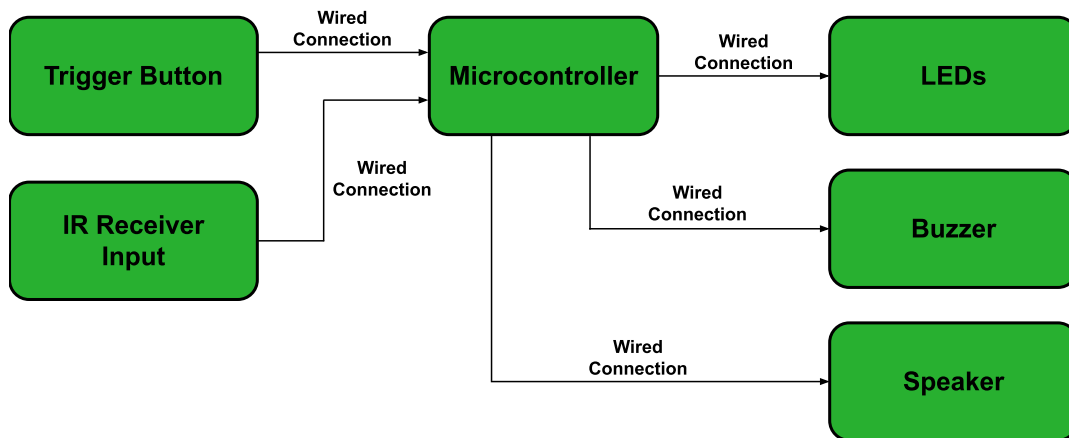 Wired
Connection
Trigger Button
Microcontroller
Wired
Connection
LEDs
Wired
Connection
IR Receiver
Input
Wired
Connection
Buzzer
Wired
Connection
Speaker